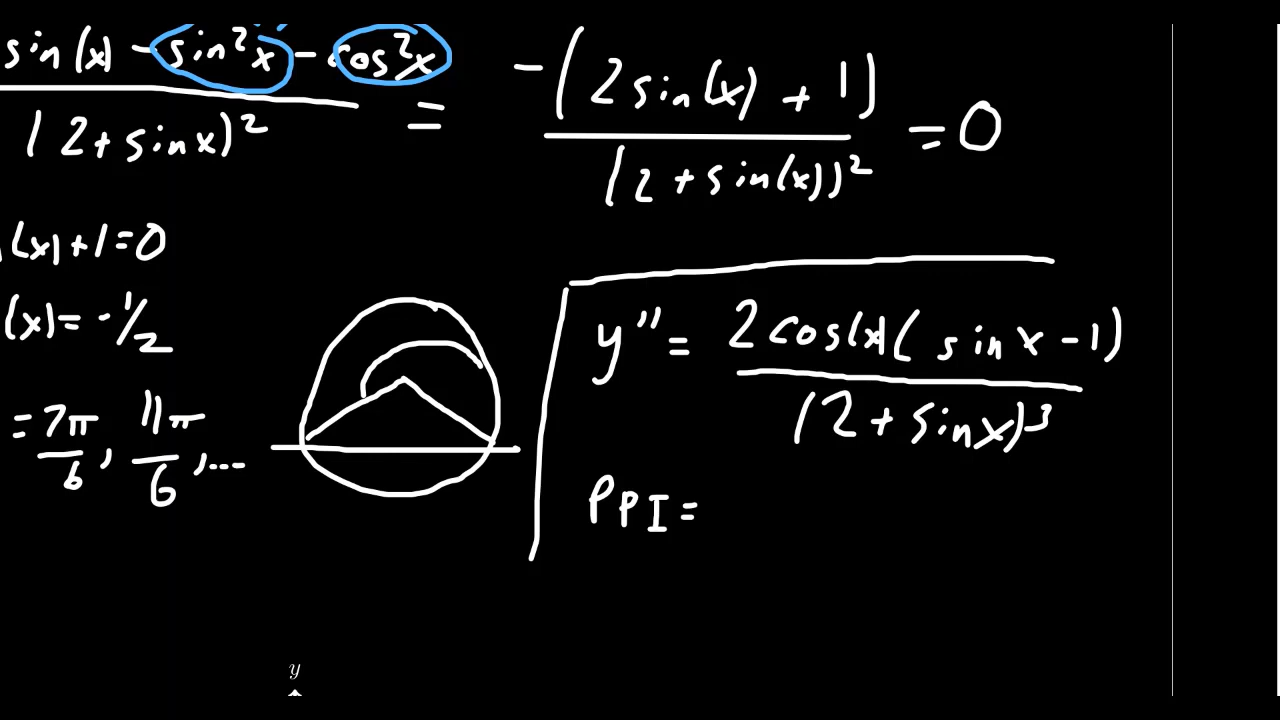 sin(x) - sin²x - cos²x
(2 + sinx)²
=
-(2sin(x) + 1)
(2 + sin(x))²
= 0
(x) + 1 = 0
(x) = -1/2
= 7π/6, 11π/6, ...
y'' = 2cos(x)(sinx - 1)
(2 + sinx)³
PPI =
y